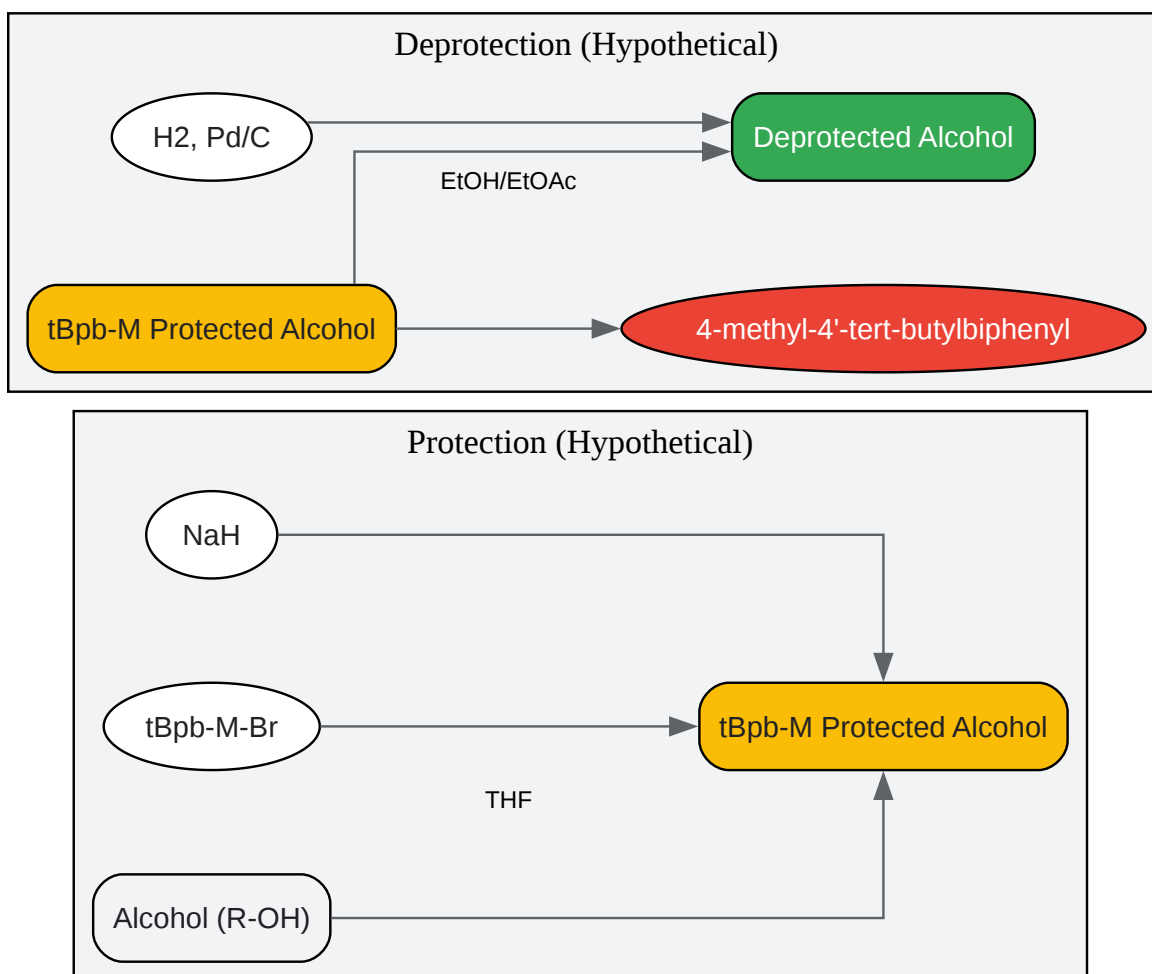 Deprotection (Hypothetical)
H2, Pd/C
Deprotected Alcohol
EtOH/EtOAc
tBpb-M Protected Alcohol
4-methyl-4'-tert-butylbiphenyl
Protection (Hypothetical)
NaH
tBpb-M-Br
tBpb-M Protected Alcohol
THF
Alcohol (R-OH)